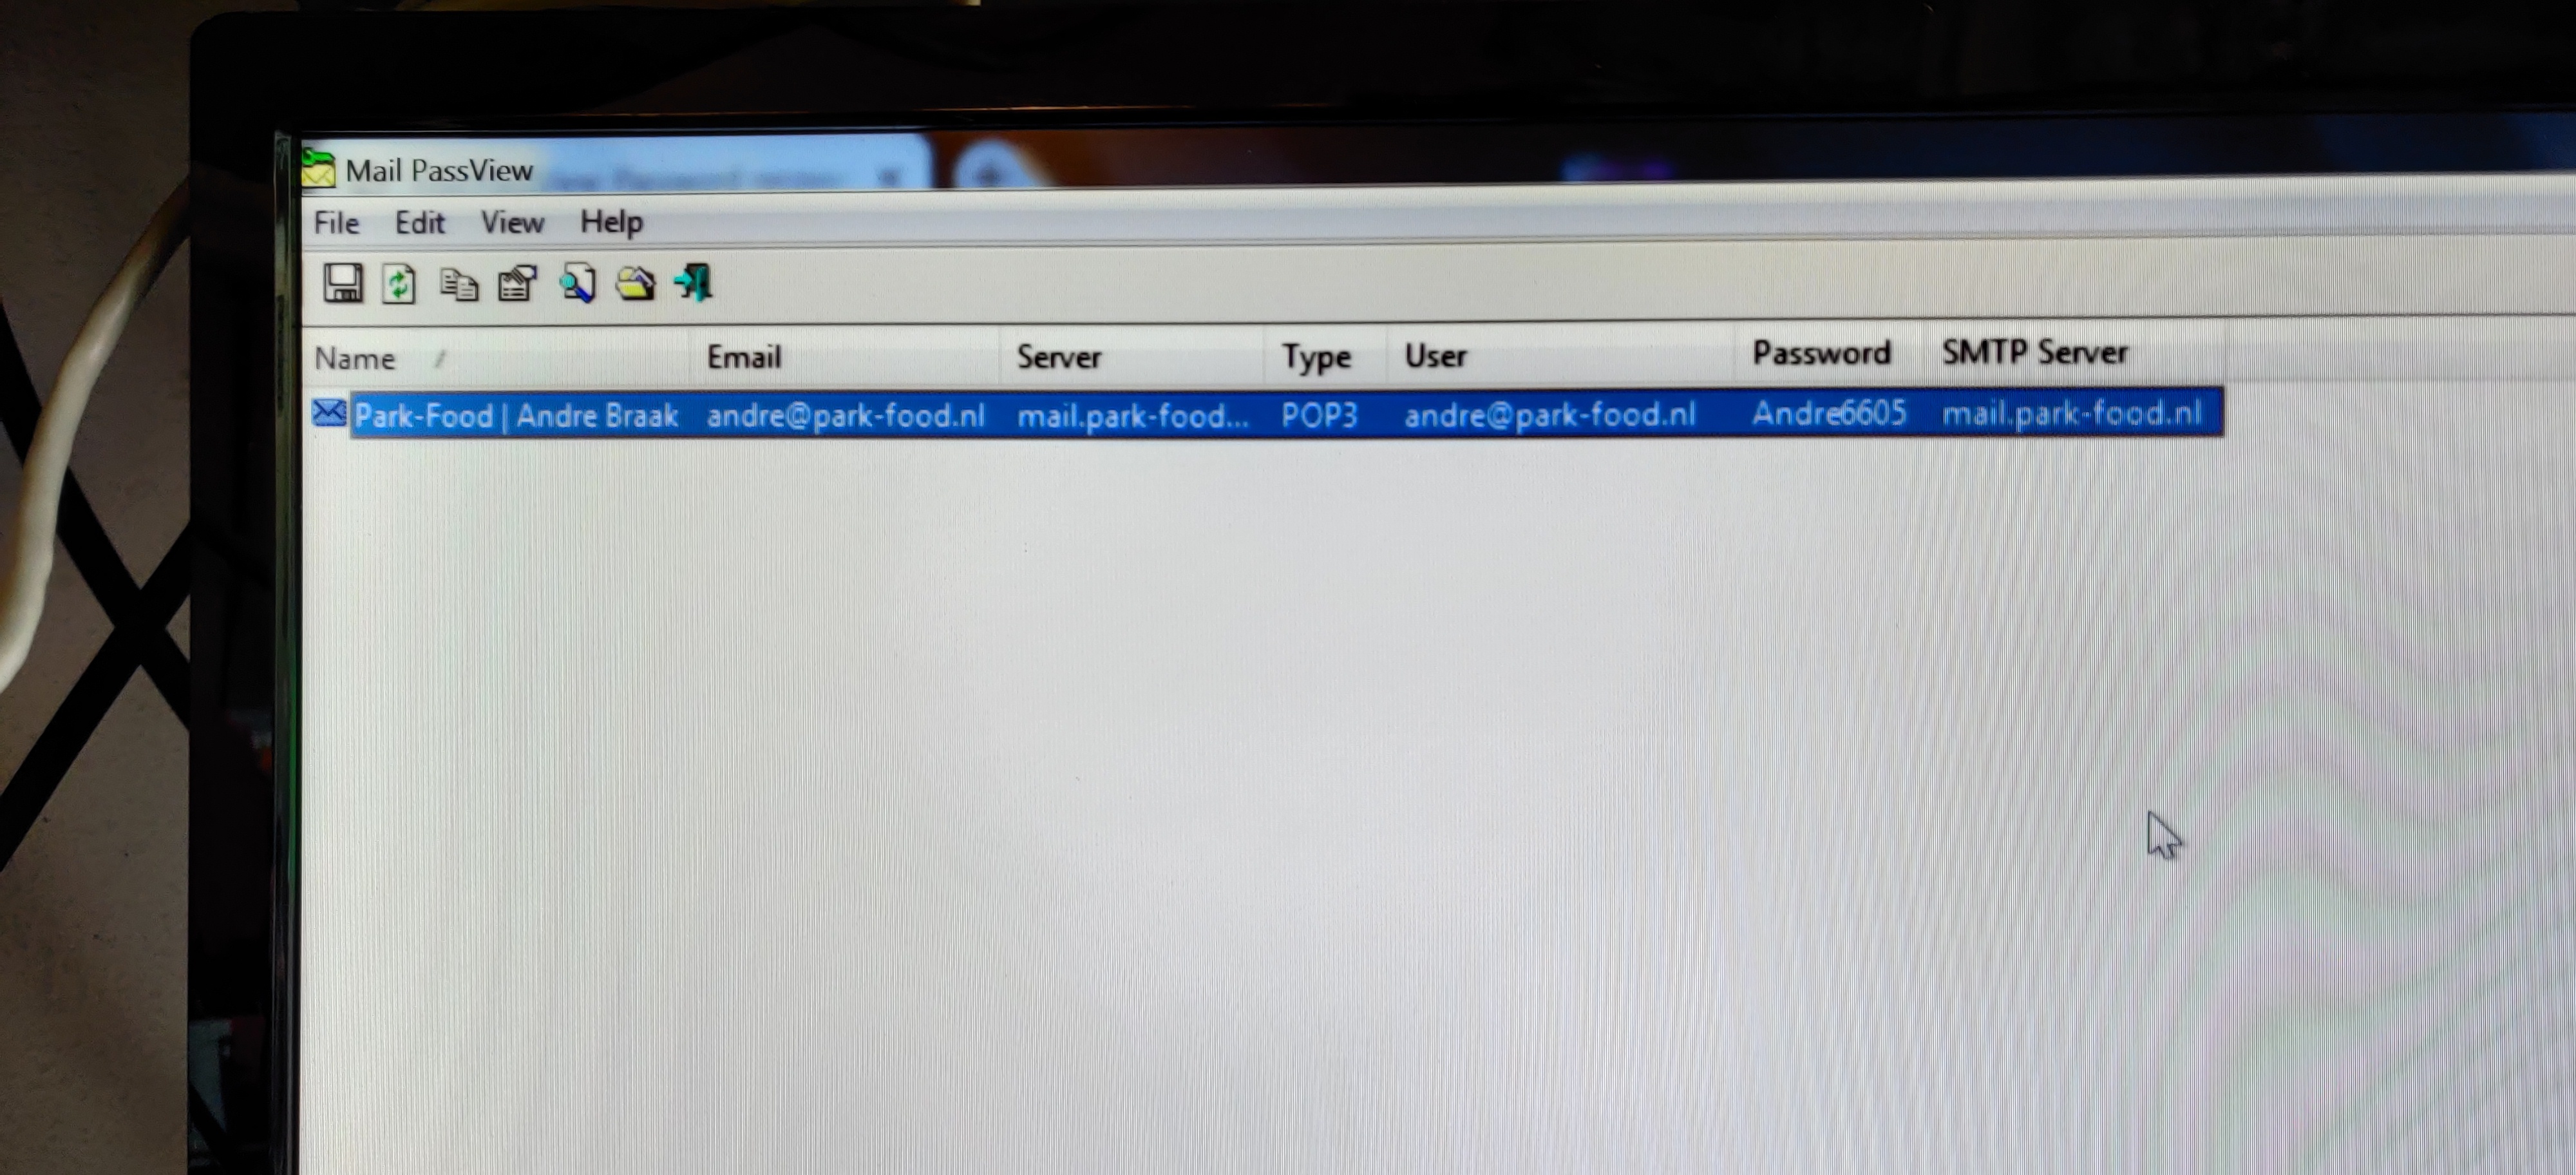 Mail PassView
File Edit View Help
Name / Email Server Type User Password SMTP Server
Park-Food | Andre Braak andre@park-food.nl mail.park-food... POP3 andre@park-food.nl Andre6605 mail.park-food.nl